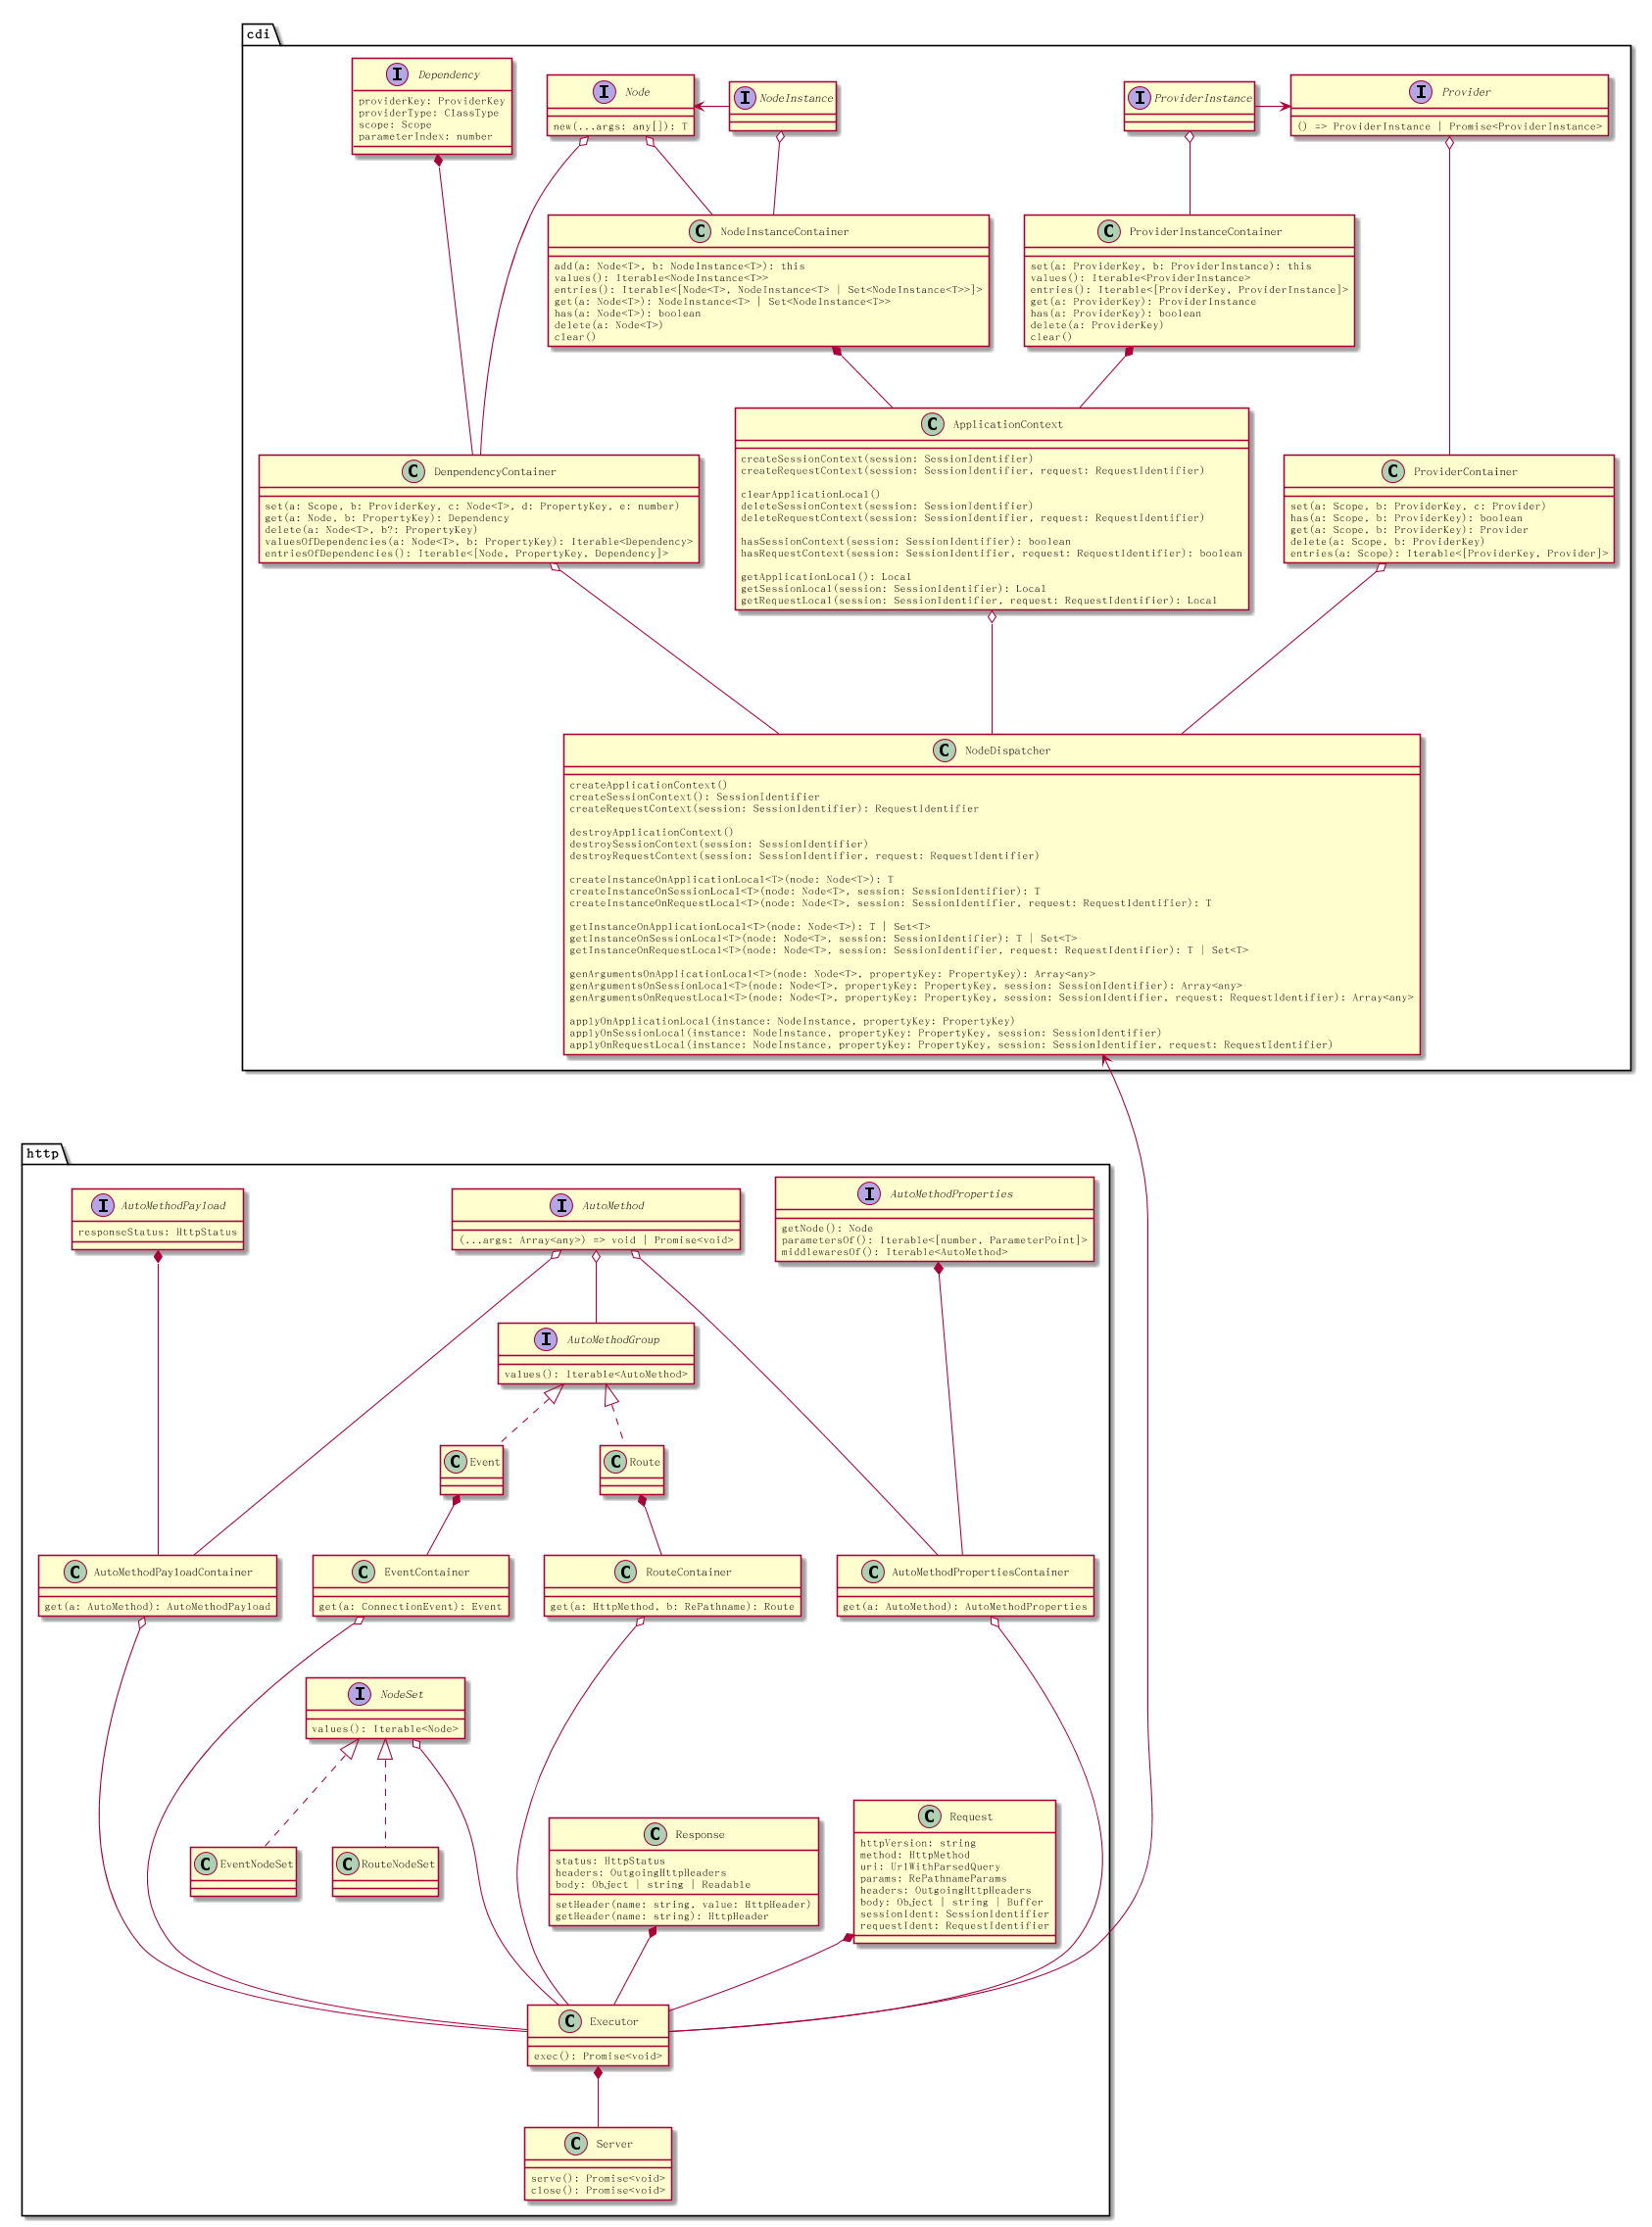 cdi
I Dependency
providerKey: ProviderKey
providerType: ClassType
scope: Scope
parameterIndex: number
I Node
new(...args: any[]): T
I NodeInstance
I ProviderInstance
I Provider
() => ProviderInstance | Promise<ProviderInstance>
C NodeInstanceContainer
add(a: Node<T>, b: NodeInstance<T>): this
values(): Iterable<NodeInstance<T>>
entries(): Iterable<[Node<T>, NodeInstance<T> | Set<NodeInstance<T>>]>
get(a: Node<T>): NodeInstance<T> | Set<NodeInstance<T>>
has(a: Node<T>): boolean
delete(a: Node<T>)
clear()
C ProviderInstanceContainer
set(a: ProviderKey, b: ProviderInstance): this
values(): Iterable<ProviderInstance>
entries(): Iterable<[ProviderKey, ProviderInstance]>
get(a: ProviderKey): ProviderInstance
has(a: ProviderKey): boolean
delete(a: ProviderKey)
clear()
C DenpendencyContainer
set(a: Scope, b: ProviderKey, c: Node<T>, d: PropertyKey, e: number)
get(a: Node, b: PropertyKey): Dependency
delete(a: Node<T>, b?: PropertyKey)
valuesOfDependencies(a: Node<T>, b: PropertyKey): Iterable<Dependency>
entriesOfDependencies(): Iterable<[Node, PropertyKey, Dependency]>
C ApplicationContext
createSessionContext(session: SessionIdentifier)
createRequestContext(session: SessionIdentifier, request: RequestIdentifier)
clearApplicationLocal()
deleteSessionContext(session: SessionIdentifier)
deleteRequestContext(session: SessionIdentifier, request: RequestIdentifier)
hasSessionContext(session: SessionIdentifier): boolean
hasRequestContext(session: SessionIdentifier, request: RequestIdentifier): boolean
getApplicationLocal(): Local
getSessionLocal(session: SessionIdentifier): Local
getRequestLocal(session: SessionIdentifier, request: RequestIdentifier): Local
C ProviderContainer
set(a: Scope, b: ProviderKey, c: Provider)
has(a: Scope, b: ProviderKey): boolean
get(a: Scope, b: ProviderKey): Provider
delete(a: Scope, b: ProviderKey)
entries(a: Scope): Iterable<[ProviderKey, Provider]>
C NodeDispatcher
createApplicationContext()
createSessionContext(): SessionIdentifier
createRequestContext(session: SessionIdentifier): RequestIdentifier
destroyApplicationContext()
destroySessionContext(session: SessionIdentifier)
destroyRequestContext(session: SessionIdentifier, request: RequestIdentifier)
createInstanceOnApplicationLocal<T>(node: Node<T>): T
createInstanceOnSessionLocal<T>(node: Node<T>, session: SessionIdentifier): T
createInstanceOnRequestLocal<T>(node: Node<T>, session: SessionIdentifier, request: RequestIdentifier): T
getInstanceOnApplicationLocal<T>(node: Node<T>): T | Set<T>
getInstanceOnSessionLocal<T>(node: Node<T>, session: SessionIdentifier): T | Set<T>
getInstanceOnRequestLocal<T>(node: Node<T>, session: SessionIdentifier, request: RequestIdentifier): T | Set<T>
genArgumentsOnApplicationLocal<T>(node: Node<T>, propertyKey: PropertyKey): Array<any>
genArgumentsOnSessionLocal<T>(node: Node<T>, propertyKey: PropertyKey, session: SessionIdentifier): Array<any>
genArgumentsOnRequestLocal<T>(node: Node<T>, propertyKey: PropertyKey, session: SessionIdentifier, request: RequestIdentifier): Array<any>
applyOnApplicationLocal(instance: NodeInstance, propertyKey: PropertyKey)
applyOnSessionLocal(instance: NodeInstance, propertyKey: PropertyKey, session: SessionIdentifier)
applyOnRequestLocal(instance: NodeInstance, propertyKey: PropertyKey, session: SessionIdentifier, request: RequestIdentifier)
http
I AutoMethodPayload
responseStatus: HttpStatus
I AutoMethod
(...args: Array<any>) => void | Promise<void>
I AutoMethodProperties
getNode(): Node
parametersOf(): Iterable<[number, ParameterPoint]>
middlewaresOf(): Iterable<AutoMethod>
I AutoMethodGroup
values(): Iterable<AutoMethod>
C Event
C Route
C AutoMethodPayloadContainer
get(a: AutoMethod): AutoMethodPayload
C EventContainer
get(a: ConnectionEvent): Event
C RouteContainer
get(a: HttpMethod, b: RePathname): Route
C AutoMethodPropertiesContainer
get(a: AutoMethod): AutoMethodProperties
I NodeSet
values(): Iterable<Node>
C EventNodeSet
C RouteNodeSet
C Response
status: HttpStatus
headers: OutgoingHttpHeaders
body: Object | string | Readable
setHeader(name: string, value: HttpHeader)
getHeader(name: string): HttpHeader
C Request
httpVersion: string
method: HttpMethod
uri: UrlWithParsedQuery
params: RePathnameParams
headers: OutgoingHttpHeaders
body: Object | string | Buffer
sessionIdent: SessionIdentifier
requestIdent: RequestIdentifier
C Executor
exec(): Promise<void>
C Server
serve(): Promise<void>
close(): Promise<void>